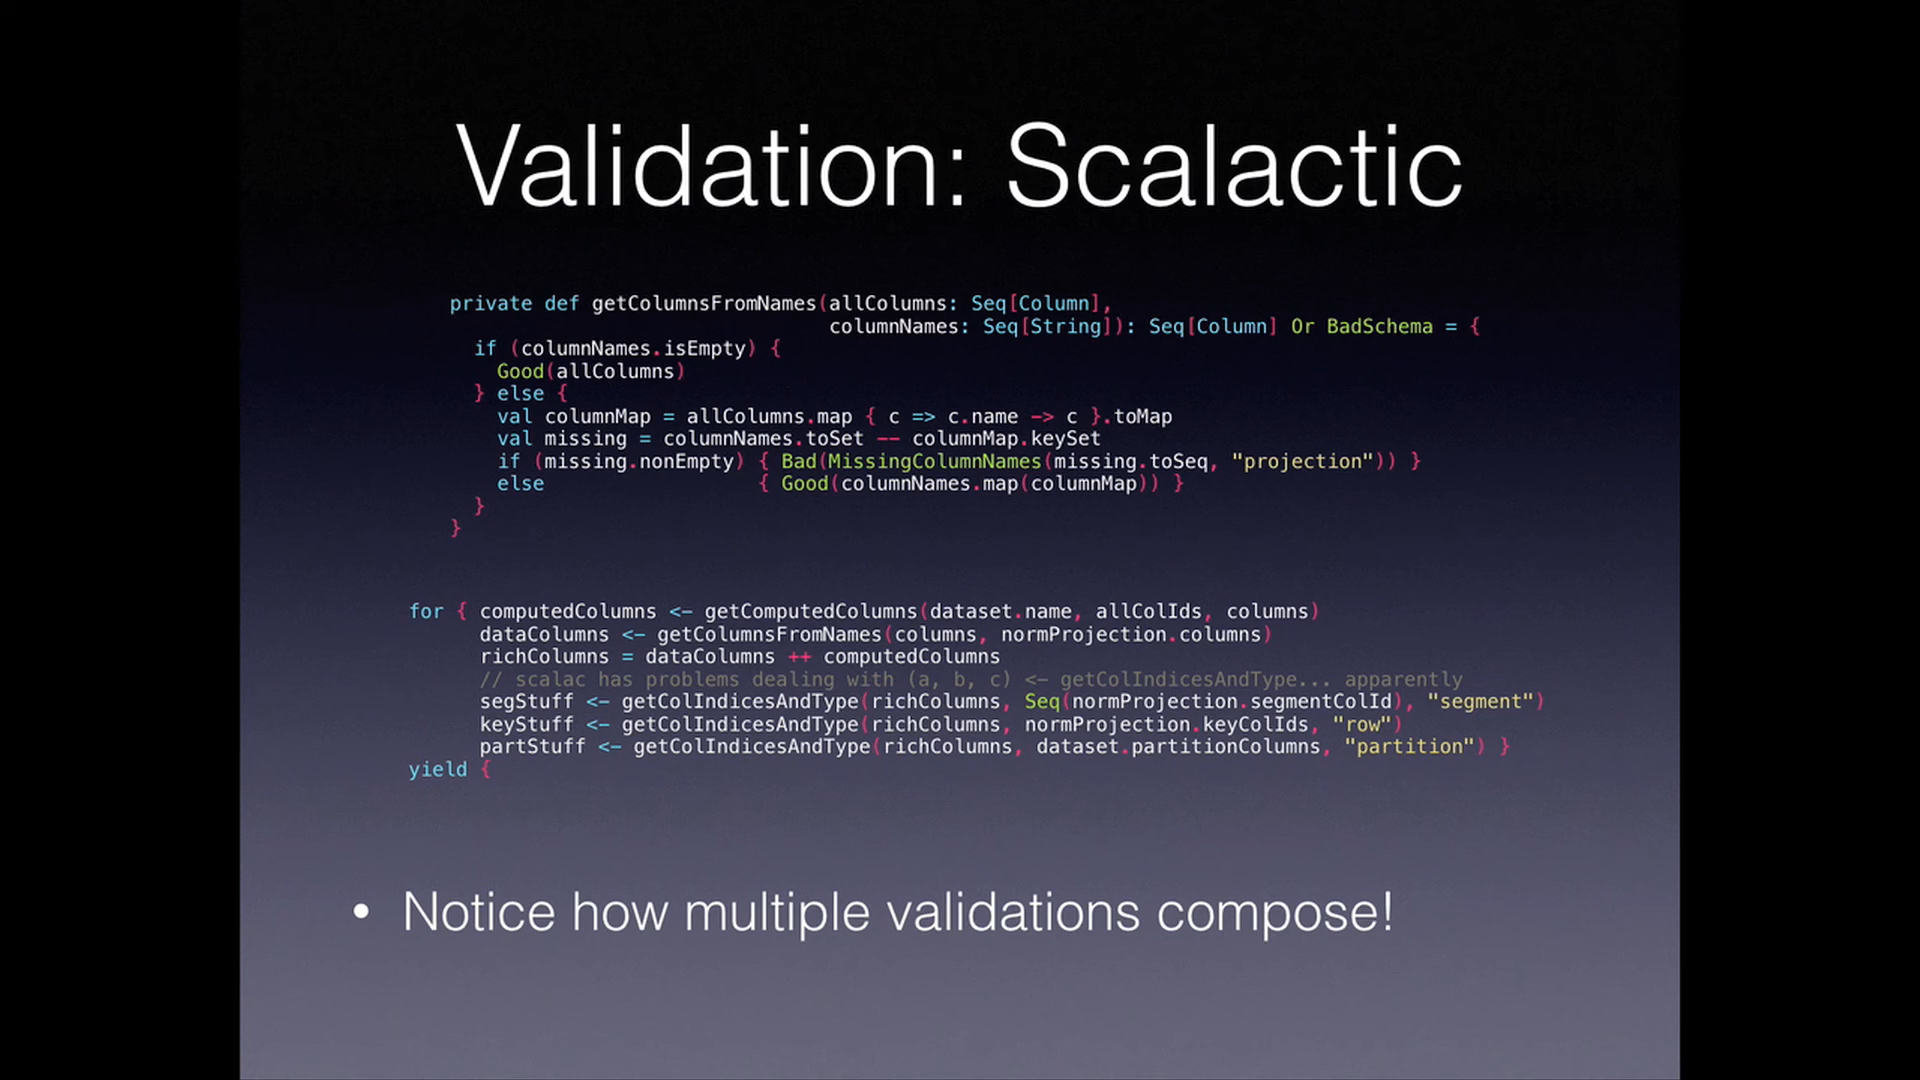 Validation: Scalactic
private def getColumnsFromNames(allColumns: Seq[Column],
columnNames: Seq[String]): Seq[Column] Or BadSchema = {
if (columnNames.isEmpty) {
Good(allColumns)
} else {
val columnMap = allColumns.map { c => c.name -> c }.toMap
val missing = columnNames.toSet -- columnMap.keySet
if (missing.nonEmpty) { Bad(MissingColumnNames(missing.toSeq, "projection")) }
else { Good(columnNames.map(columnMap)) }
}
}
for { computedColumns <- getComputedColumns(dataset.name, allColIds, columns)
dataColumns <- getColumnsFromNames(columns, normProjection.columns)
richColumns = dataColumns ++ computedColumns
// scalac has problems dealing with (a, b, c) <- getColIndicesAndType... apparently
segStuff <- getColIndicesAndType(richColumns, Seq(normProjection.segmentColId), "segment")
keyStuff <- getColIndicesAndType(richColumns, normProjection.keyColIds, "row")
partStuff <- getColIndicesAndType(richColumns, dataset.partitionColumns, "partition") }
yield {
• Notice how multiple validations compose!